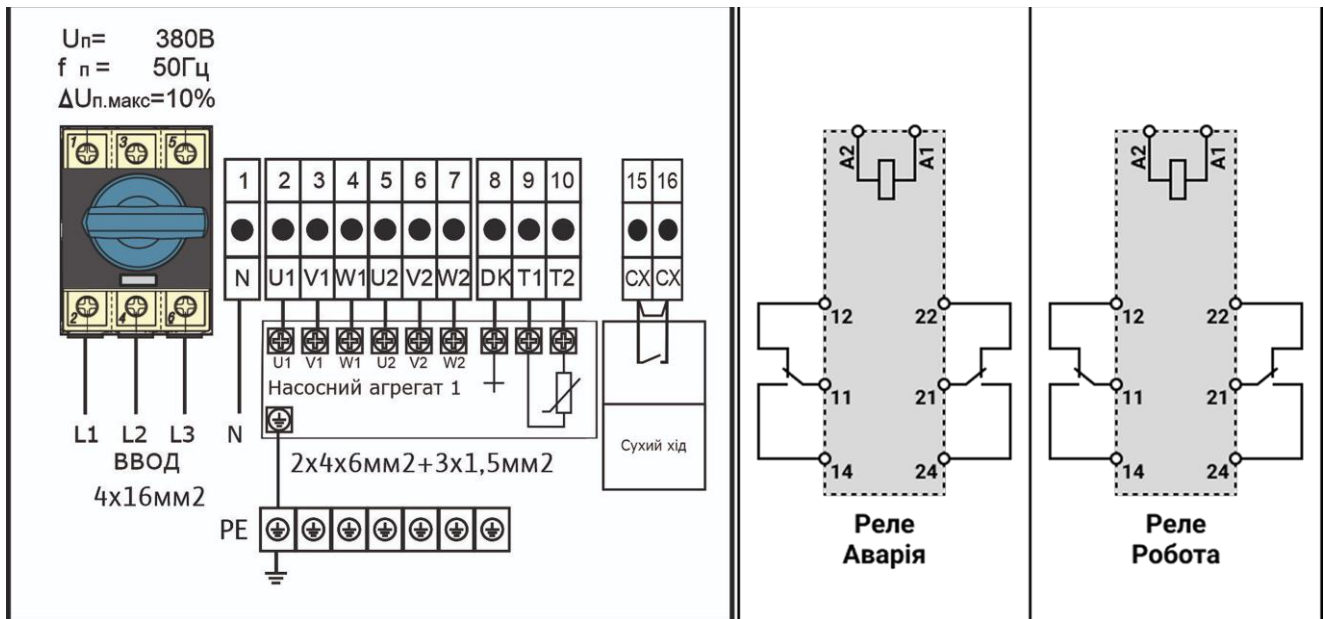 Uп= 380В
f п = 50Гц
ΔUп.макс=10%
1 3 5
2 4 6
1 2 3 4 5 6 7 8 9 10 15 16
N U1 V1 W1 U2 V2 W2 DK T1 T2 CX CX
U1 V1 W1 U2 V2 W2
Насосний агрегат 1
L1 L2 L3 N
ВВОД
4х16мм2
2х4х6мм2+3х1,5мм2
Сухий хід
PE
A2 A1
12 22
11 21
14 24
Реле
Аварія
A2 A1
12 22
11 21
14 24
Реле
Робота